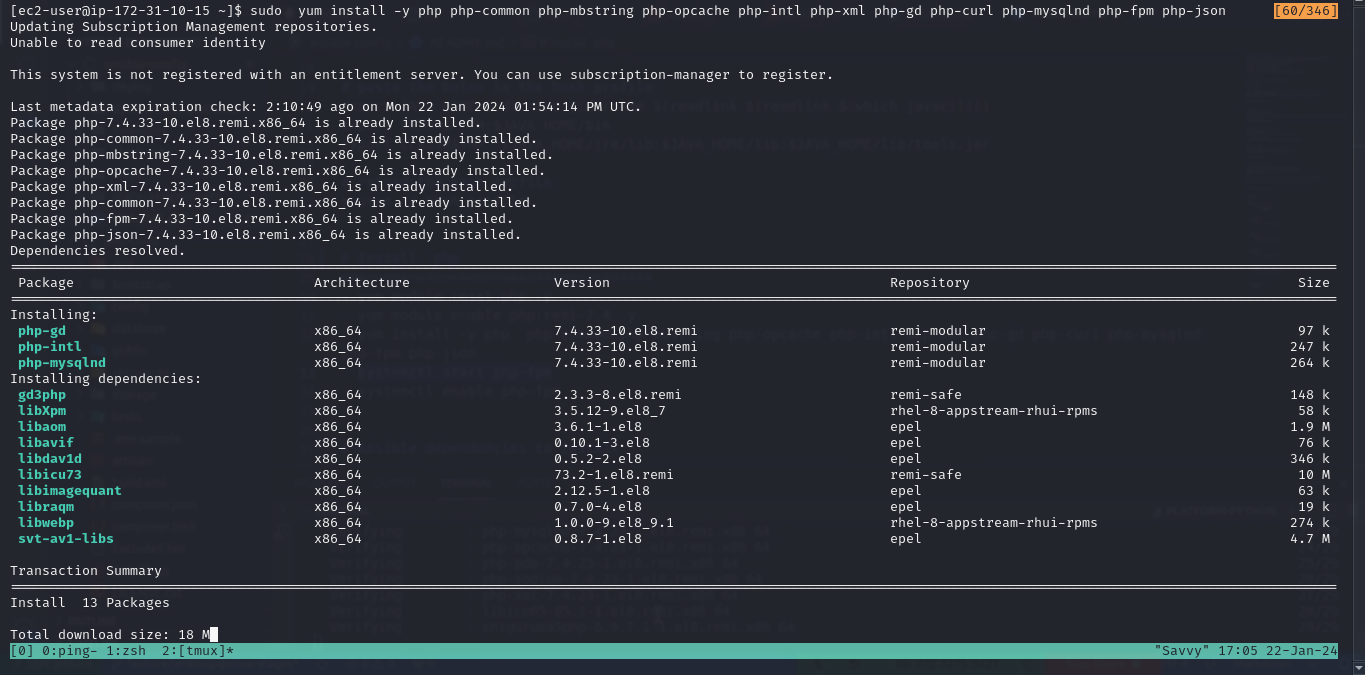 [ec2-user@ip-172-31-10-15 ~]$ sudo  yum install -y php php-common php-mbstring php-opcache php-intl php-xml php-gd php-curl php-mysqlnd php-fpm php-json [60/346]
Updating Subscription Management repositories.
Unable to read consumer identity
This system is not registered with an entitlement server. You can use subscription-manager to register.
Last metadata expiration check: 2:10:49 ago on Mon 22 Jan 2024 01:54:14 PM UTC.
Package php-7.4.33-10.el8.remi.x86_64 is already installed.
Package php-common-7.4.33-10.el8.remi.x86_64 is already installed.
Package php-mbstring-7.4.33-10.el8.remi.x86_64 is already installed.
Package php-opcache-7.4.33-10.el8.remi.x86_64 is already installed.
Package php-xml-7.4.33-10.el8.remi.x86_64 is already installed.
Package php-common-7.4.33-10.el8.remi.x86_64 is already installed.
Package php-fpm-7.4.33-10.el8.remi.x86_64 is already installed.
Package php-json-7.4.33-10.el8.remi.x86_64 is already installed.
Dependencies resolved.
Package Architecture Version Repository Size
Installing:
php-gd x86_64 7.4.33-10.el8.remi remi-modular 97 k
php-intl x86_64 7.4.33-10.el8.remi remi-modular 247 k
php-mysqlnd x86_64 7.4.33-10.el8.remi remi-modular 264 k
Installing dependencies:
gd3php x86_64 2.3.3-8.el8.remi remi-safe 148 k
libXpm x86_64 3.5.12-9.el8_7 rhel-8-appstream-rhui-rpms 58 k
libaom x86_64 3.6.1-1.el8 epel 1.9 M
libavif x86_64 0.10.1-3.el8 epel 76 k
libdav1d x86_64 0.5.2-2.el8 epel 346 k
libicu73 x86_64 73.2-1.el8.remi remi-safe 10 M
libimagequant x86_64 2.12.5-1.el8 epel 63 k
libraqm x86_64 0.7.0-4.el8 epel 19 k
libwebp x86_64 1.0.0-9.el8_9.1 rhel-8-appstream-rhui-rpms 274 k
svt-av1-libs x86_64 0.8.7-1.el8 epel 4.7 M
Transaction Summary
Install  13 Packages
Total download size: 18 M
[0] 0:ping- 1:zsh  2:[tmux]* "Savvy" 17:05 22-Jan-24